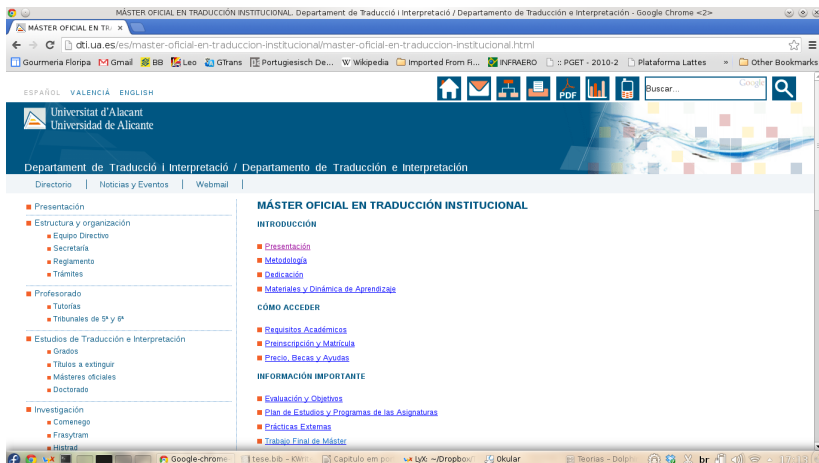 MÁSTER OFICIAL EN TRADUCCIÓN INSTITUCIONAL. Departament de Traducció i Interpretació / Departamento de Traducción e Interpretación - Google Chrome <2>
MÁSTER OFICIAL EN TR
dti.ua.es/es/master-oficial-en-traduccion-institucional/master-oficial-en-traduccion-institucional.html
Gourmeria Floripa Gmail BB Leo GTrans Portugiesisch De... W Wikipedia Imported From Fi... INFRAERO :: PGET - 2010-2 Plataforma Lattes » Other Bookmarks
ESPAÑOL VALENCIÀ ENGLISH
PDF
Buscar... Google
Universitat d'Alacant
Universidad de Alicante
Departament de Traducció i Interpretació / Departamento de Traducción e Interpretación
Directorio | Noticias y Eventos | Webmail |
Presentación
Estructura y organización
Equipo Directivo
Secretaría
Reglamento
Trámites
Profesorado
Tutorías
Tribunales de 5ª y 6ª
Estudios de Traducción e Interpretación
Grados
Títulos a extinguir
Másteres oficiales
Doctorado
Investigación
Comenego
Frasytram
Histrad
MÁSTER OFICIAL EN TRADUCCIÓN INSTITUCIONAL
INTRODUCCIÓN
Presentación
Metodología
Dedicación
Materiales y Dinámica de Aprendizaje
CÓMO ACCEDER
Requisitos Académicos
Preinscripción y Matrícula
Precio, Becas y Ayudas
INFORMACIÓN IMPORTANTE
Evaluación y Objetivos
Plan de Estudios y Programas de las Asignaturas
Prácticas Externas
Trabajo Final de Máster
Google-chrome tese.bib – KWri Capitulo em po LyX: ~/Dropbox/ Okular Teorias – Dolph br